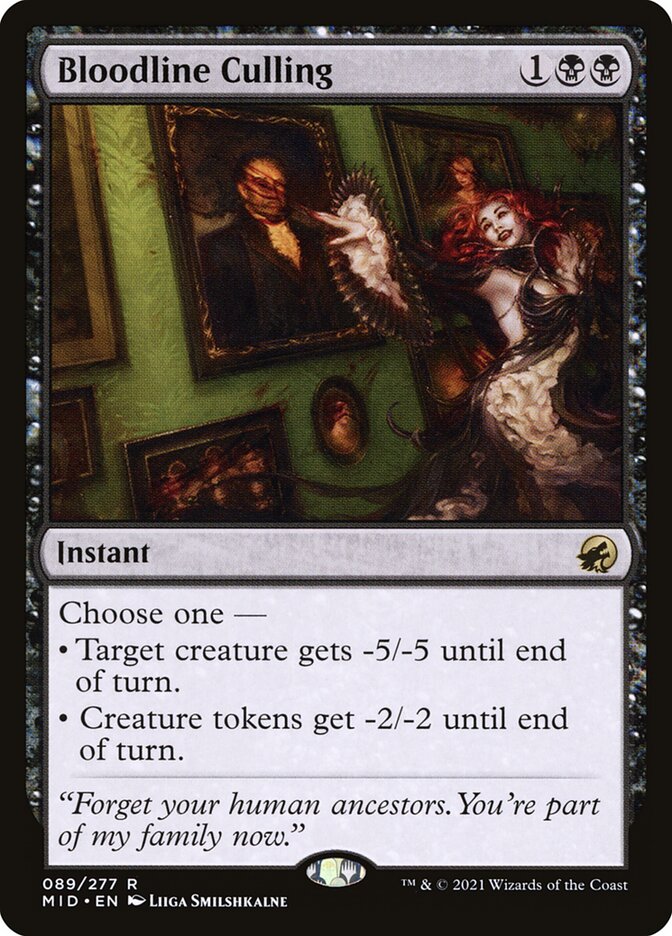 Bloodline Culling 1
Instant
Choose one —
• Target creature gets -5/-5 until end
of turn.
• Creature tokens get -2/-2 until end
of turn.
“Forget your human ancestors. You’re part
of my family now.”
089/277 R
MID • EN Liiga Smilshkalne
™ & © 2021 Wizards of the Coast